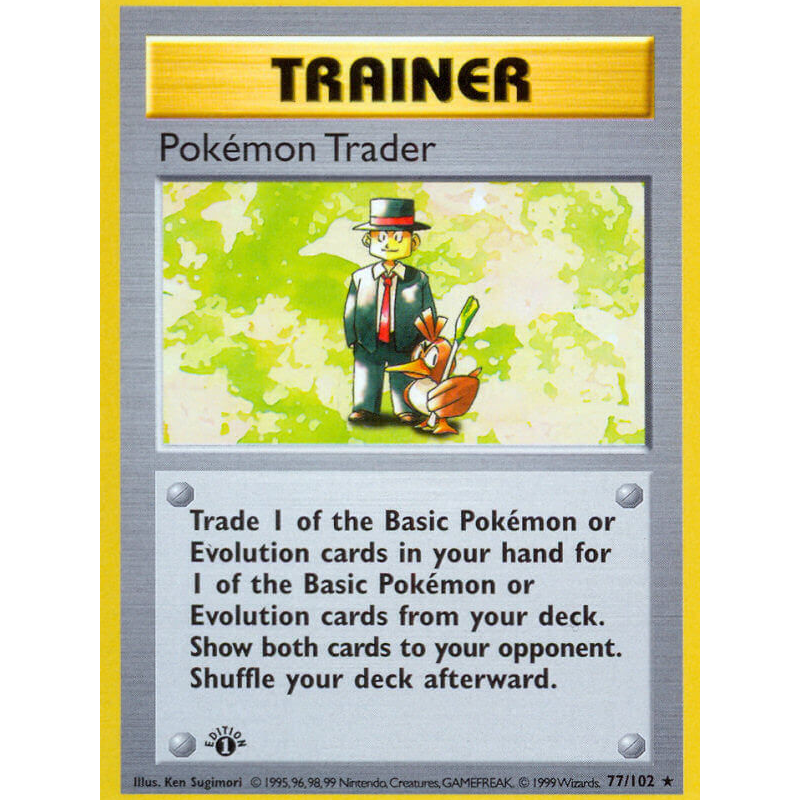 TRAINER
Pokémon Trader
Trade 1 of the Basic Pokémon or
Evolution cards in your hand for
1 of the Basic Pokémon or
Evolution cards from your deck.
Show both cards to your opponent.
Shuffle your deck afterward.
EDITION
1
Illus. Ken Sugimori © 1995, 96, 98, 99 Nintendo, Creatures, GAMEFREAK. © 1999 Wizards. 77/102 ★